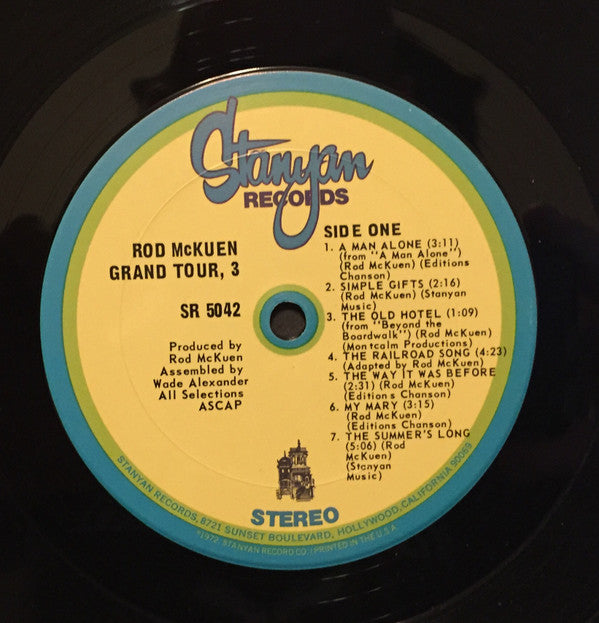 Stanyan
RECORDS
ROD McKUEN
GRAND TOUR, 3
SR 5042
Produced by
Rod McKuen
Assembled by
Wade Alexander
All Selections
ASCAP
SIDE ONE
1. A MAN ALONE (3:11)
(from "A Man Alone")
(Rod McKuen) (Editions
Chanson)
2. SIMPLE GIFTS (2:16)
(Rod McKuen) (Stanyan
Music)
3. THE OLD HOTEL (1:09)
(from "Beyond the
Boardwalk") (Rod McKuen)
(Montcalm Productions)
4. THE RAILROAD SONG (4:23)
(Adapted by Rod McKuen)
5. THE WAY IT WAS BEFORE
(2:31) (Rod McKuen)
(Editions Chanson)
6. MY MARY (3:15)
(Rod McKuen)
(Editions Chanson)
7. THE SUMMER'S LONG
(5:06) (Rod
McKuen)
(Stanyan
Music)
STEREO
STANYAN RECORDS, 8721 SUNSET BOULEVARD, HOLLYWOOD, CALIFORNIA 90069
©1972 STANYAN RECORD CO. | PRINTED IN THE U.S.A.